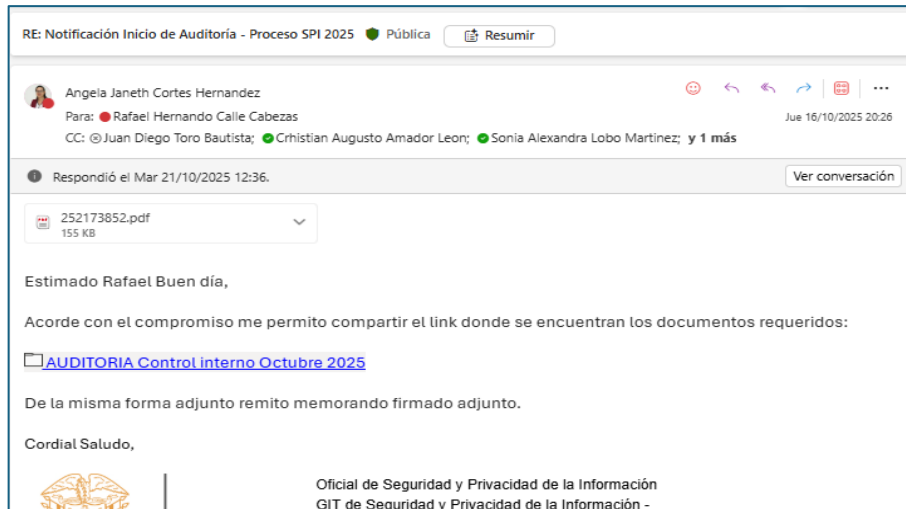 RE: Notificación Inicio de Auditoría - Proceso SPI 2025 Pública Resumir
Angela Janeth Cortes Hernandez
Para: Rafael Hernando Calle Cabezas
Jue 16/10/2025 20:26
CC: Juan Diego Toro Bautista; Crhistian Augusto Amador Leon; Sonia Alexandra Lobo Martinez; y 1 más
Respondió el Mar 21/10/2025 12:36.
Ver conversación
252173852.pdf
155 KB
Estimado Rafael Buen día,
Acorde con el compromiso me permito compartir el link donde se encuentran los documentos requeridos:
AUDITORIA Control interno Octubre 2025
De la misma forma adjunto remito memorando firmado adjunto.
Cordial Saludo,
Oficial de Seguridad y Privacidad de la Información
GIT de Seguridad y Privacidad de la Información -